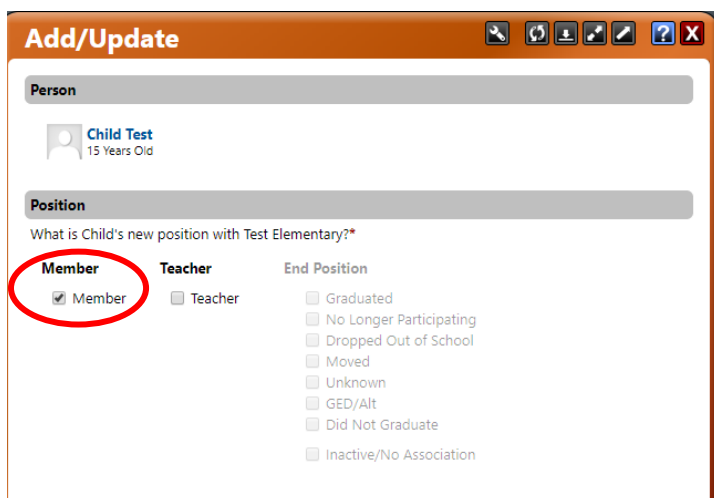 Add/Update
? X
Person
Child Test
15 Years Old
Position
What is Child's new position with Test Elementary?*
Member Teacher End Position
Member Teacher Graduated
No Longer Participating
Dropped Out of School
Moved
Unknown
GED/Alt
Did Not Graduate
Inactive/No Association